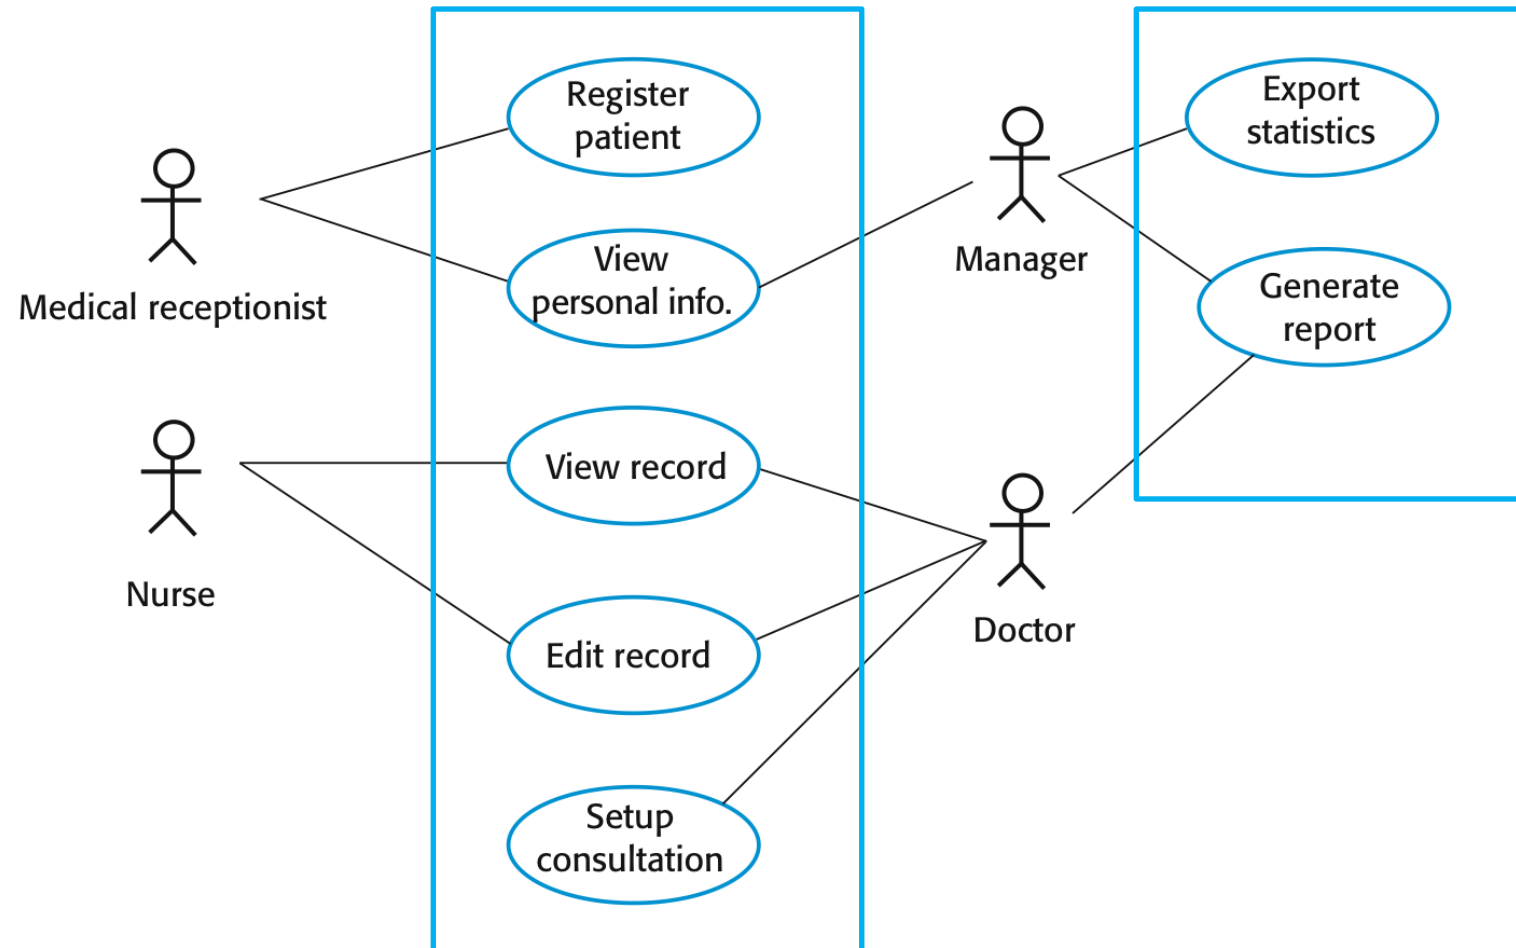 Register
patient
Export
statistics
View
personal info.
Manager
Generate
report
Medical receptionist
View record
Nurse
Edit record
Doctor
Setup
consultation